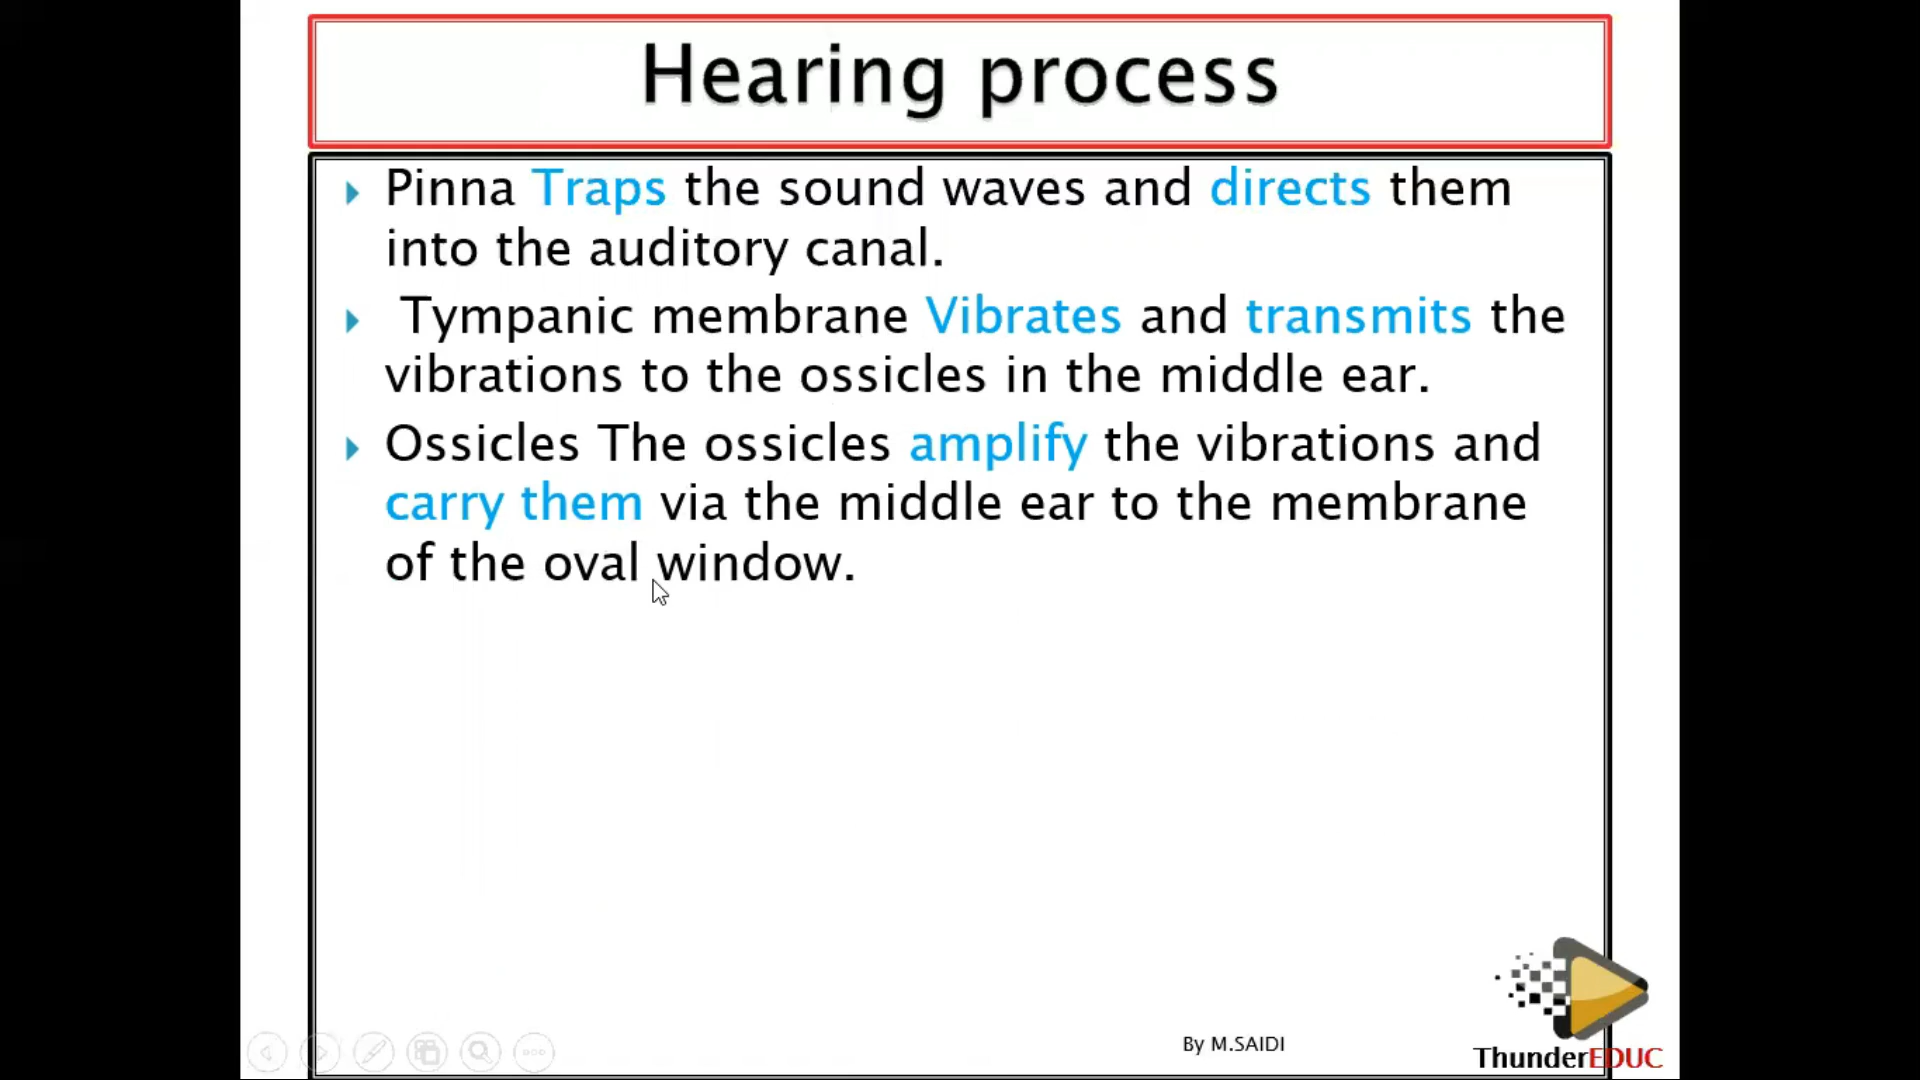 Hearing process
Pinna Traps the sound waves and directs them
into the auditory canal.
Tympanic membrane Vibrates and transmits the
vibrations to the ossicles in the middle ear.
Ossicles The ossicles amplify the vibrations and
carry them via the middle ear to the membrane
of the oval window.
By M.SAIDI
ThunderEDUC